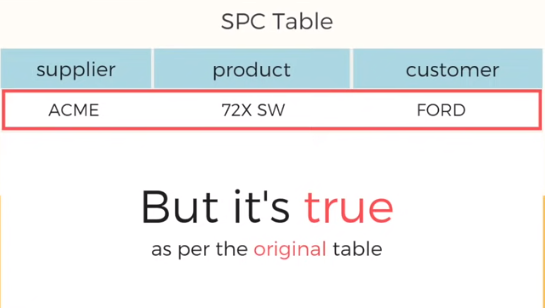 SPC Table
supplier product customer
ACME 72X SW FORD
But it's true
as per the original table